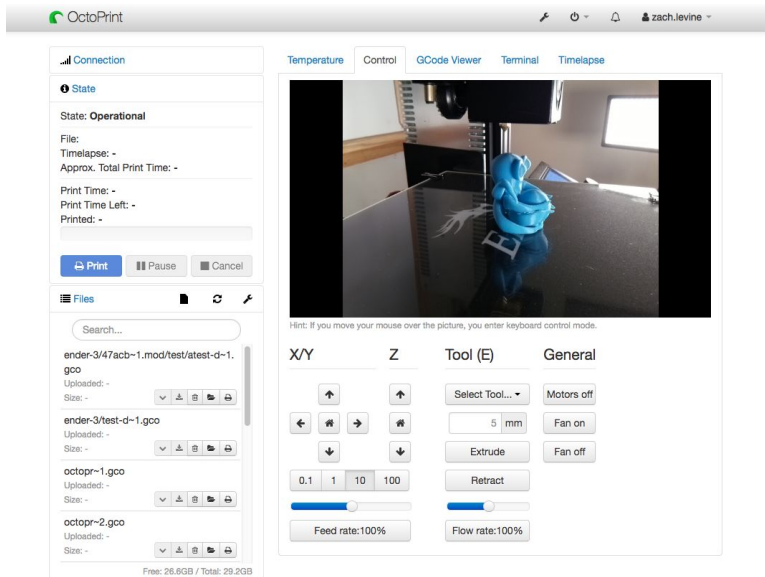 OctoPrint
zach.levine
Connection
State
State: Operational
File:
Timelapse: -
Approx. Total Print Time: -
Print Time: -
Print Time Left: -
Printed: -
Print
Pause
Cancel
Files
Search...
ender-3/47acb~1.mod/test/atest-d~1.
gco
Uploaded: -
Size: -
ender-3/test-d~1.gco
Uploaded: -
Size: -
octopr~1.gco
Uploaded: -
Size: -
octopr~2.gco
Uploaded: -
Size: -
Free: 26.6GB / Total: 29.2GB
Temperature Control GCode Viewer Terminal Timelapse
E
Hint: If you move your mouse over the picture, you enter keyboard control mode.
X/Y Z Tool (E) General
Select Tool... Motors off
5 mm Fan on
Extrude Fan off
0.1 1 10 100 Retract
Feed rate:100% Flow rate:100%